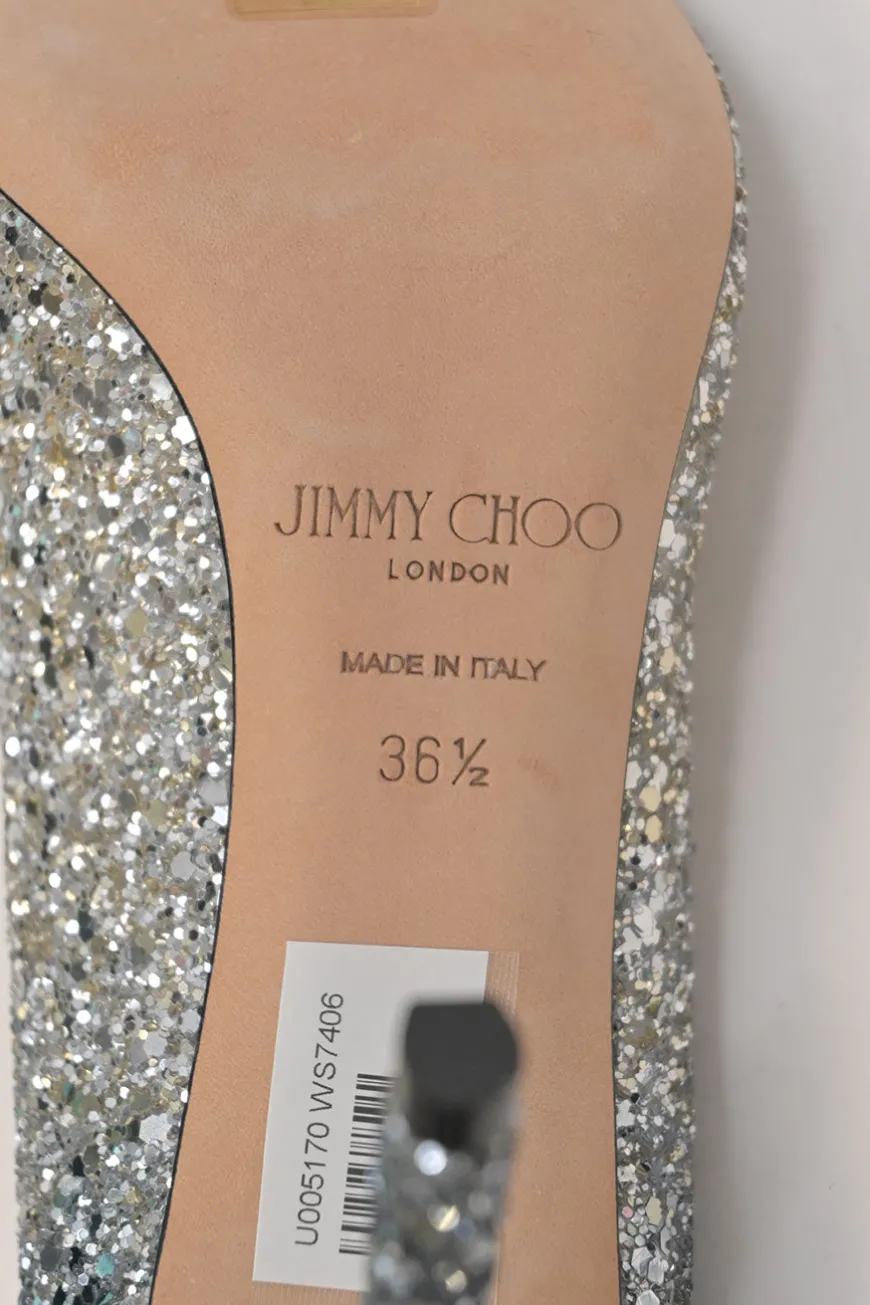 JIMMY CHOO
LONDON
MADE IN ITALY
36½
U005170 WS7406